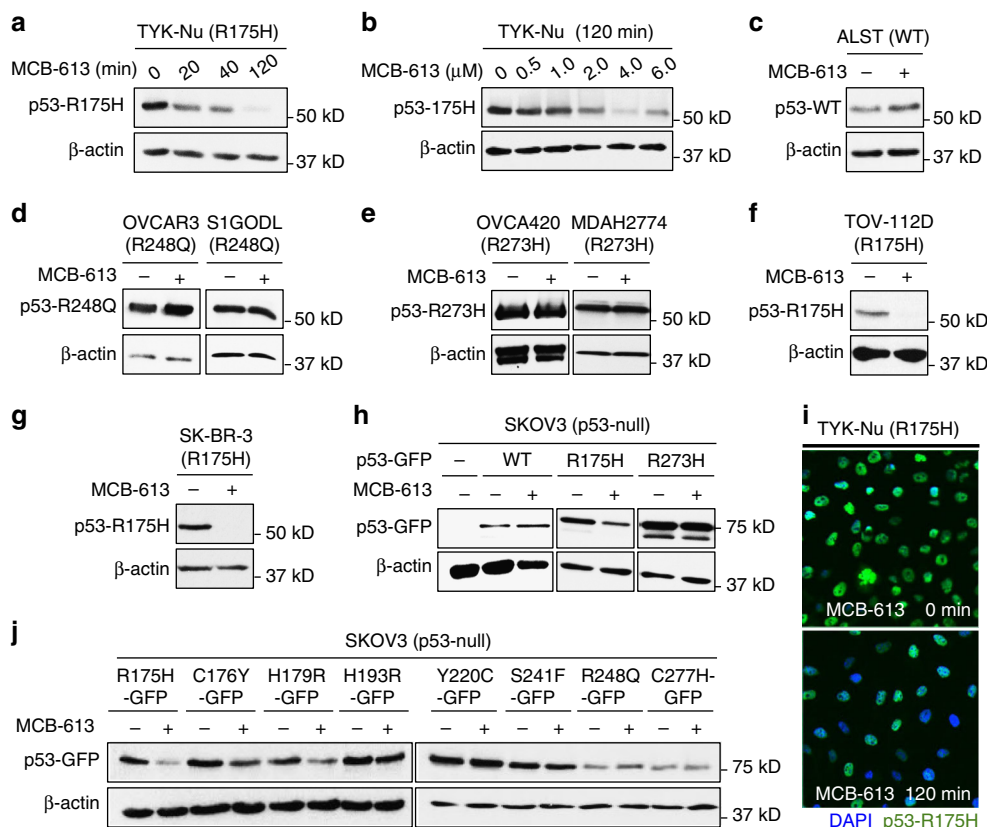 a
TYK-Nu (R175H)
MCB-613 (min) 0 20 40 120
p53-R175H
50 kD
β-actin
37 kD
b
TYK-Nu (120 min)
MCB-613 (μM) 0 0.5 1.0 2.0 4.0 6.0
p53-175H
50 kD
β-actin
37 kD
c
ALST (WT)
MCB-613 – +
p53-WT
50 kD
β-actin
37 kD
d
OVCAR3 S1GODL
(R248Q) (R248Q)
MCB-613 – + – +
p53-R248Q
50 kD
β-actin
37 kD
e
OVCA420 MDAH2774
(R273H) (R273H)
MCB-613 – + – +
p53-R273H
50 kD
β-actin
37 kD
f
TOV-112D
(R175H)
MCB-613 – +
p53-R175H
50 kD
β-actin
37 kD
g
SK-BR-3
(R175H)
MCB-613 – +
p53-R175H
50 kD
β-actin
37 kD
h
SKOV3 (p53-null)
p53-GFP – WT R175H R273H
MCB-613 – – + – + – +
p53-GFP
75 kD
β-actin
37 kD
i
TYK-Nu (R175H)
MCB-613 0 min
MCB-613 120 min
DAPI p53-R175H
j
SKOV3 (p53-null)
R175H C176Y H179R H193R Y220C S241F R248Q C277H-
-GFP -GFP -GFP -GFP -GFP -GFP -GFP GFP
MCB-613 – + – + – + – + – + – + – + – +
p53-GFP
75 kD
β-actin
37 kD